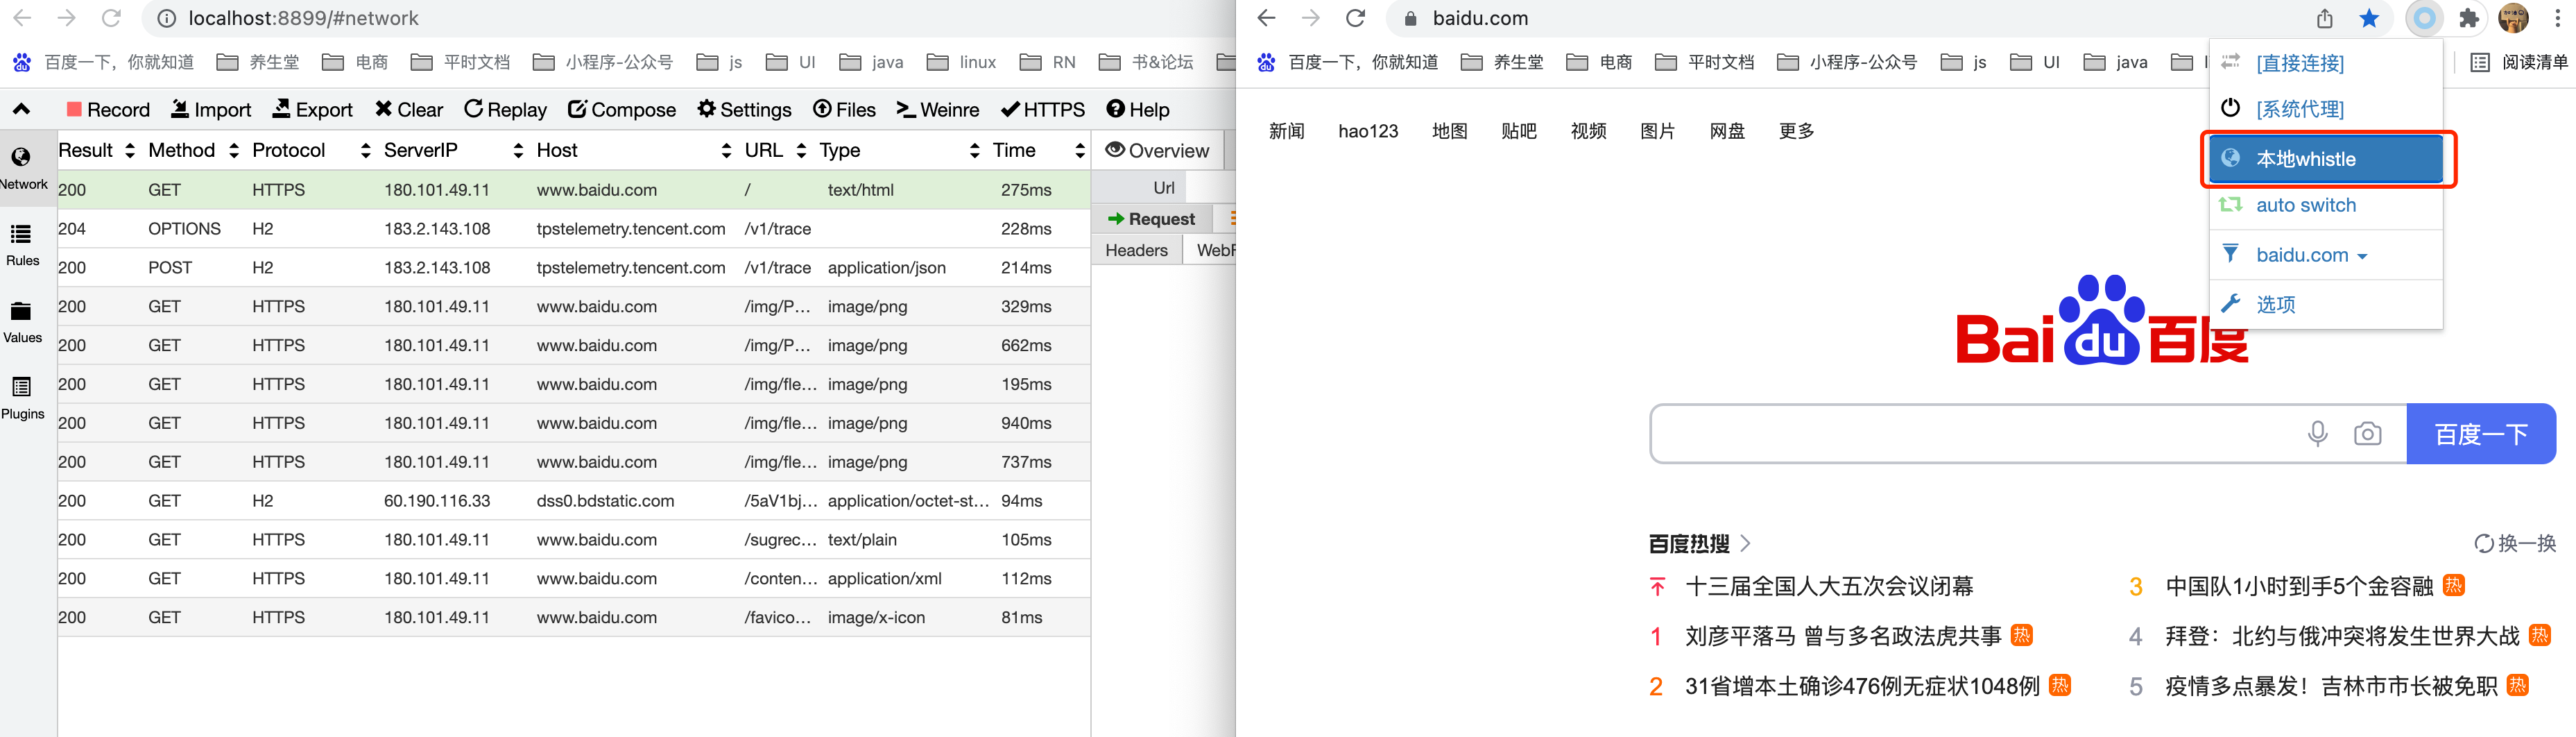 localhost:8899/#network
百度一下，你就知道 养生堂 电商 平时文档 小程序-公众号 js UI java linux RN 书&论坛
Record Import Export Clear Replay Compose Settings Files Weinre HTTPS Help
Network
Rules
Values
Plugins
Result Method Protocol ServerIP Host URL Type Time
200 GET HTTPS 180.101.49.11 www.baidu.com / text/html 275ms
204 OPTIONS H2 183.2.143.108 tpstelemetry.tencent.com /v1/trace 228ms
200 POST H2 183.2.143.108 tpstelemetry.tencent.com /v1/trace application/json 214ms
200 GET HTTPS 180.101.49.11 www.baidu.com /img/P... image/png 329ms
200 GET HTTPS 180.101.49.11 www.baidu.com /img/P... image/png 662ms
200 GET HTTPS 180.101.49.11 www.baidu.com /img/fle... image/png 195ms
200 GET HTTPS 180.101.49.11 www.baidu.com /img/fle... image/png 940ms
200 GET HTTPS 180.101.49.11 www.baidu.com /img/fle... image/png 737ms
200 GET H2 60.190.116.33 dss0.bdstatic.com /5aV1bj... application/octet-st... 94ms
200 GET HTTPS 180.101.49.11 www.baidu.com /sugrec... text/plain 105ms
200 GET HTTPS 180.101.49.11 www.baidu.com /conten... application/xml 112ms
200 GET HTTPS 180.101.49.11 www.baidu.com /favico... image/x-icon 81ms
Overview
Url
Request
Headers WebF
baidu.com
百度一下，你就知道 养生堂 电商 平时文档 小程序-公众号 js UI java l 阅读清单
[直接连接]
[系统代理]
本地whistle
auto switch
baidu.com
选项
新闻 hao123 地图 贴吧 视频 图片 网盘 更多
Bai du 百度
百度一下
百度热搜 换一换
十三届全国人大五次会议闭幕
1 刘彦平落马 曾与多名政法虎共事 热
2 31省增本土确诊476例无症状1048例 热
3 中国队1小时到手5个金容融 热
4 拜登：北约与俄冲突将发生世界大战 热
5 疫情多点暴发！吉林市市长被免职 热